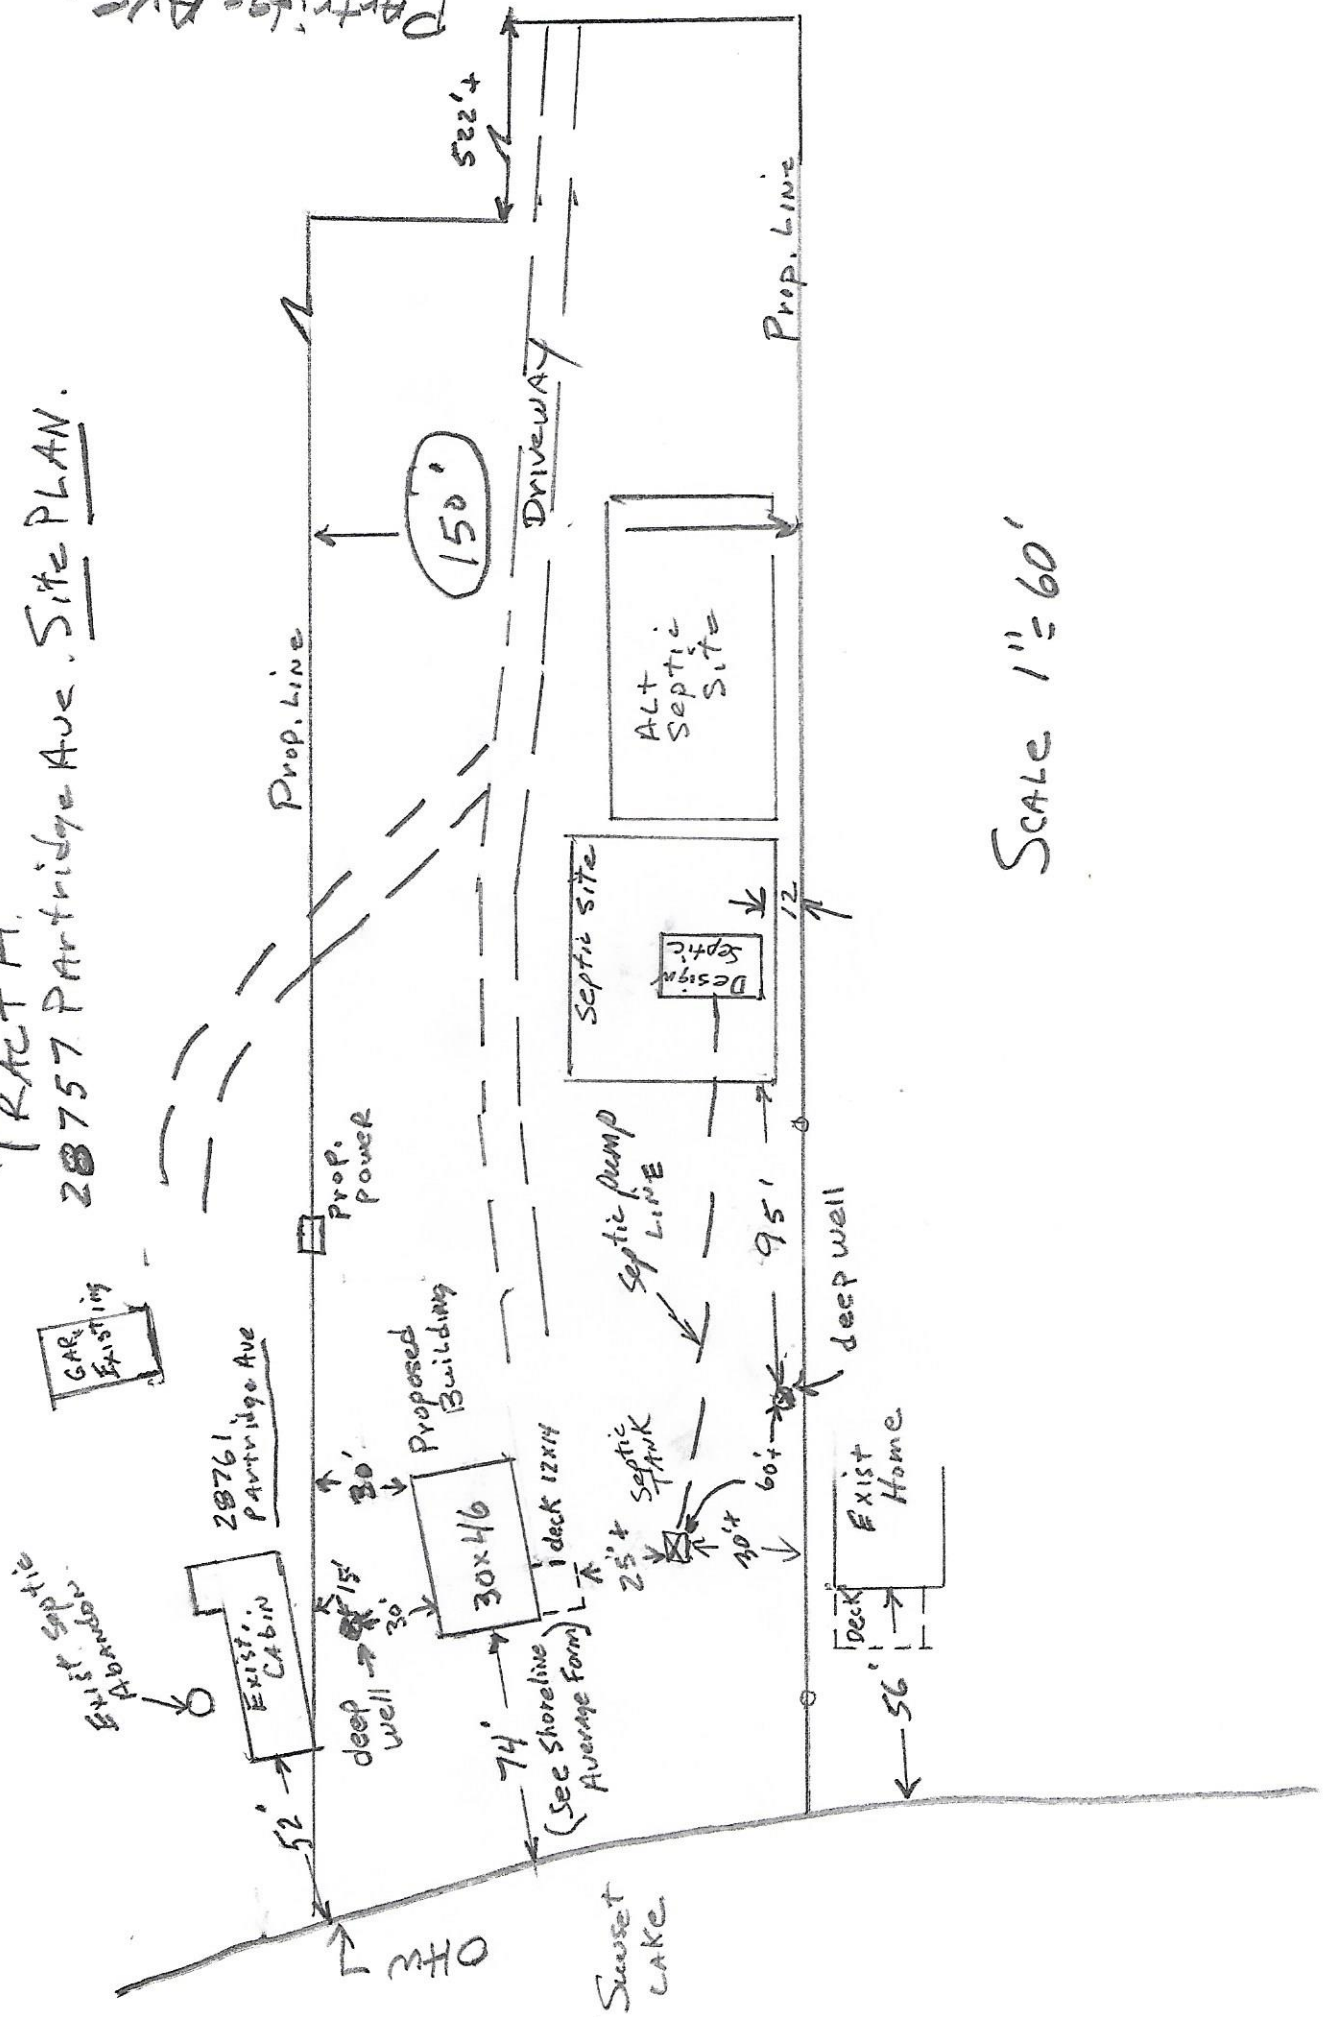 TRACT A.
28757 Partridge Ave. Site PLAN.
Partridge Ave
Exist Septic
Abandon.
GAR.
Existing
28761
Partridge Ave
Exist.
CABIN
52'
Prop.
Power
Prop. Line
150'
522'+
deep
well
15'
30'
30'
Proposed
Building
30x46
deck 12x14
74'
(See Shoreline
Average Form)
Driveway
Septic
TANK
25'+
30'+
60'+
Septic Pump
LINE
95'
Septic Site
Design
Septic
12
ALT
Septic
Site
Prop. Line
deep well
Exist
Home
Deck
56'
Sunset
LAKE
SCALE 1"=60'